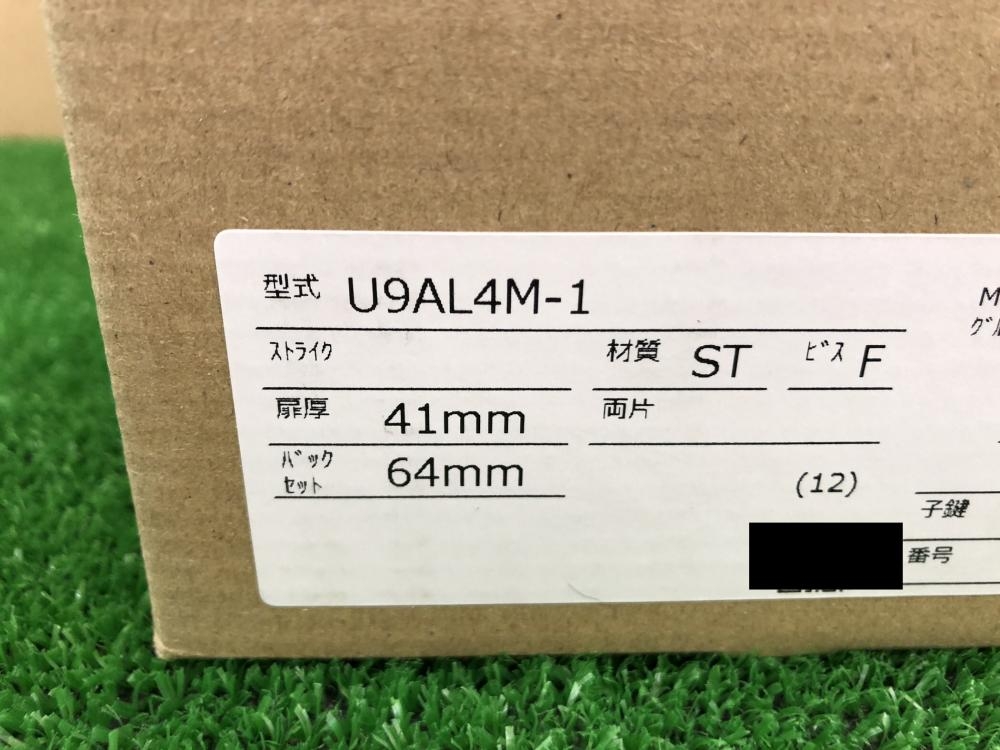 型式 U9AL4M-1
ｽﾄﾗｲｸ 材質 ST ﾋﾞｽ F
扉厚 41mm 両片
ﾊﾞｯｸ ｾｯﾄ 64mm
(12)
子鍵
番号